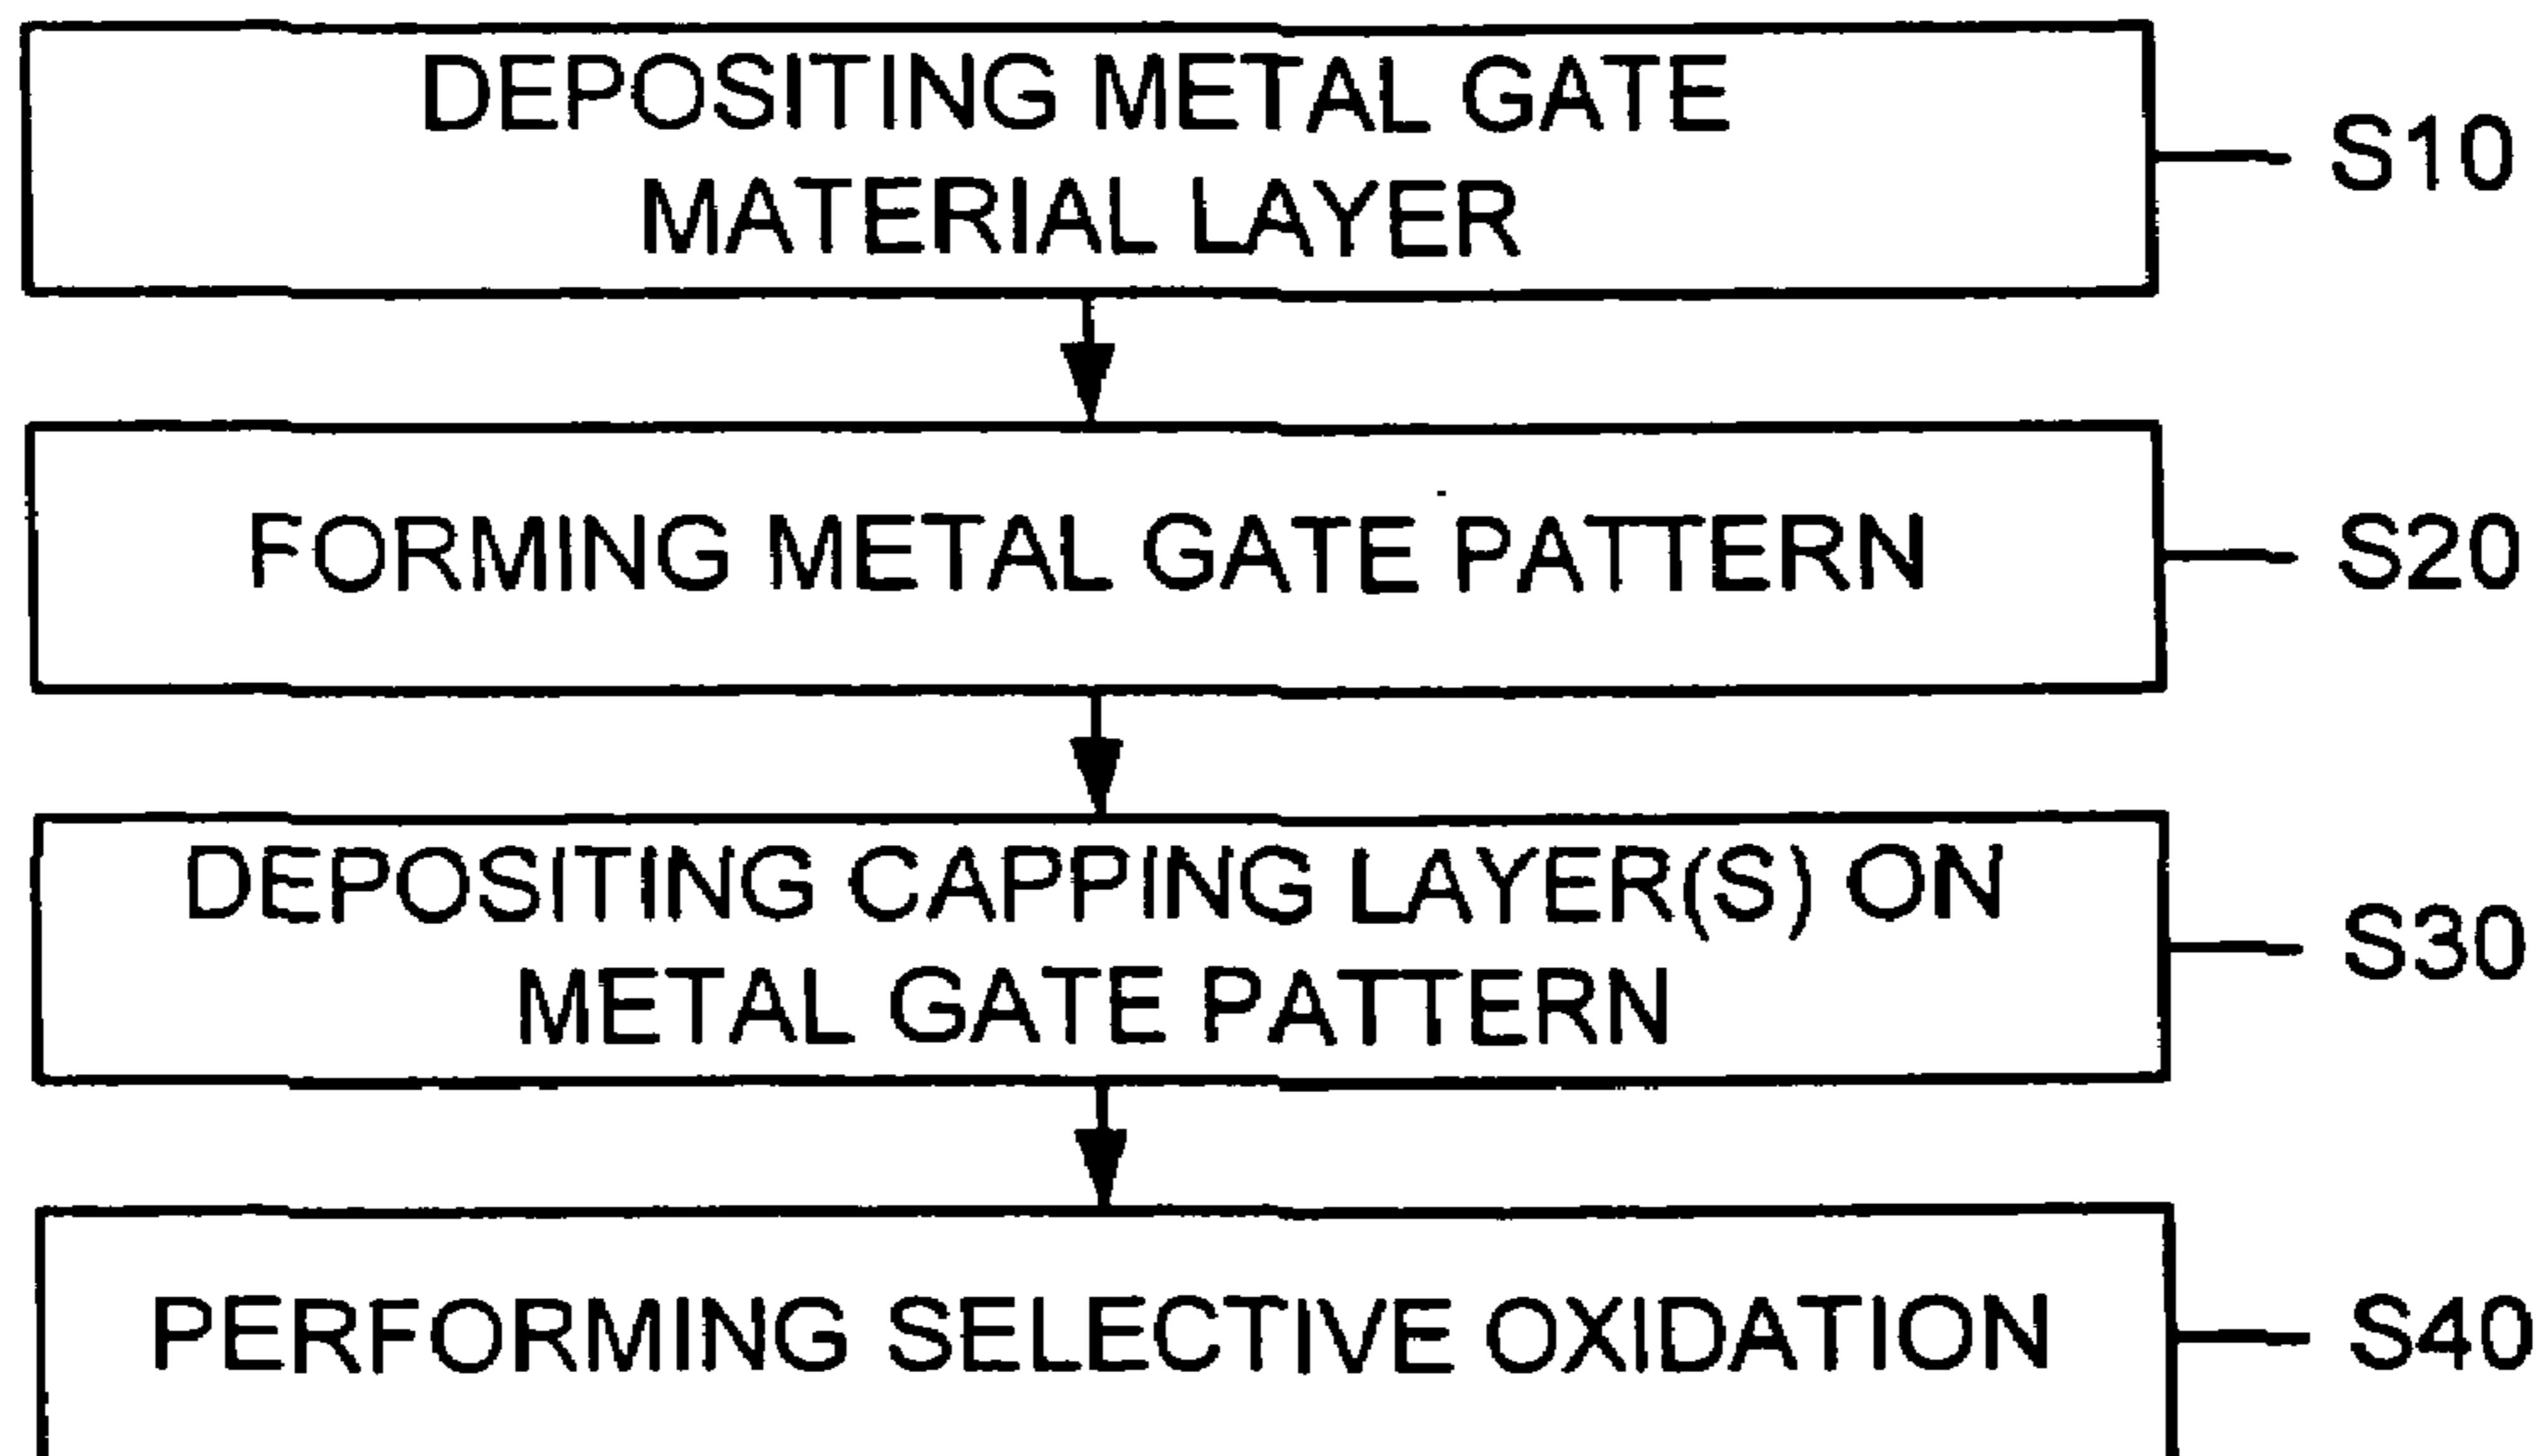 DEPOSITING METAL GATE
MATERIAL LAYER
S10
FORMING METAL GATE PATTERN
S20
DEPOSITING CAPPING LAYER(S) ON
METAL GATE PATTERN
S30
PERFORMING SELECTIVE OXIDATION
S40